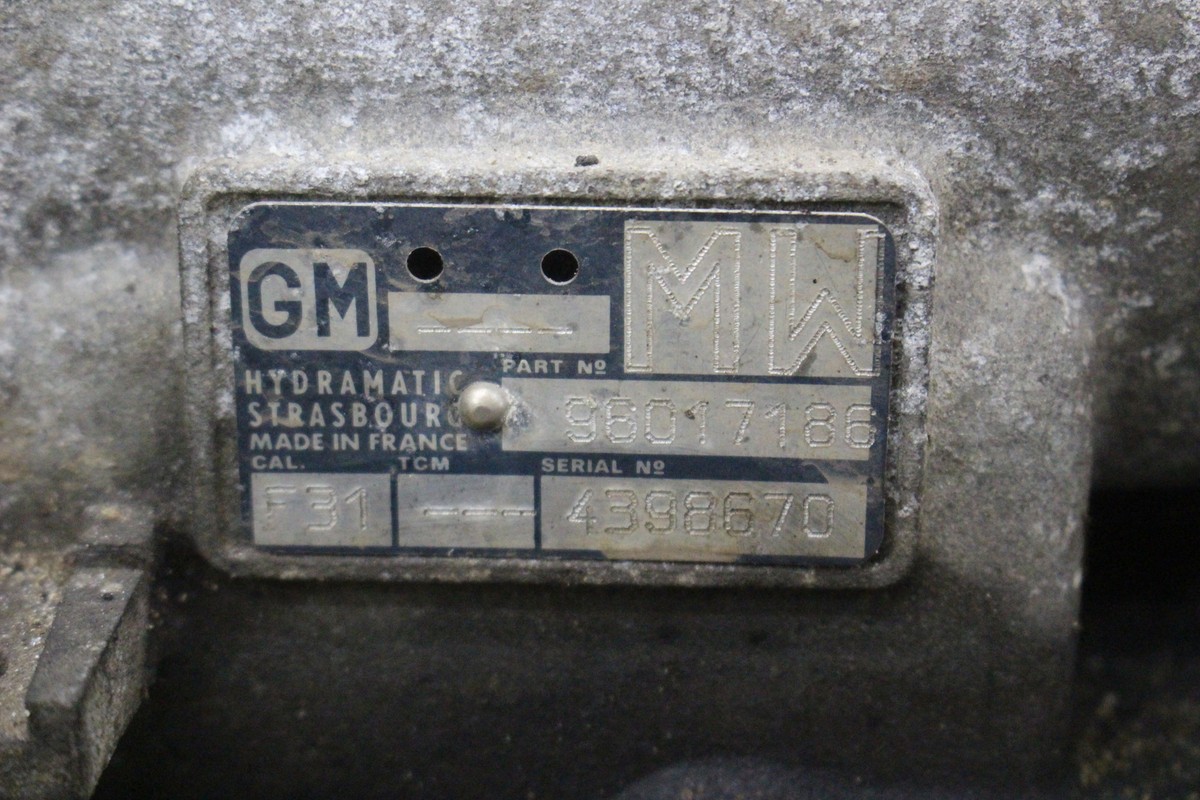 GM
MW
PART Nº
HYDRAMATIC
STRASBOURG
96017186
MADE IN FRANCE
CAL. TCM SERIAL Nº
F31 --- 4398670